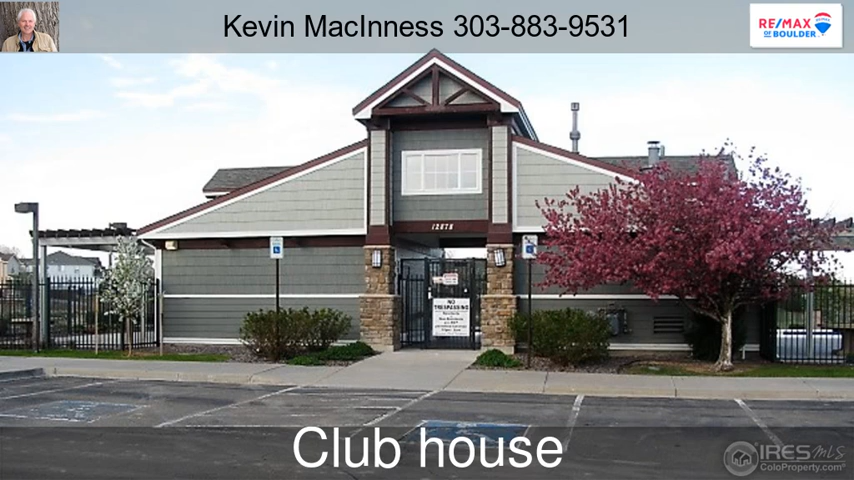 Kevin MacInness 303-883-9531
RE/MAX
OF BOULDER
12878
NO
TRESPASSING
Club house
IRES MLS
ColoProperty.com